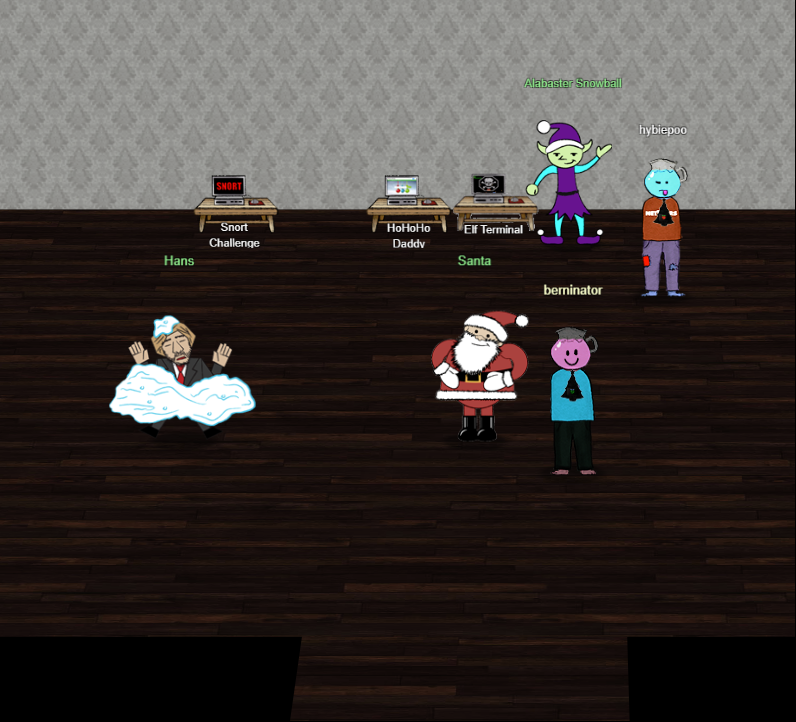 Alabaster Snowball
hybiepoo
SNORT
Snort
Challenge
HoHoHo
Daddy
Elf Terminal
Hans
Santa
berninator